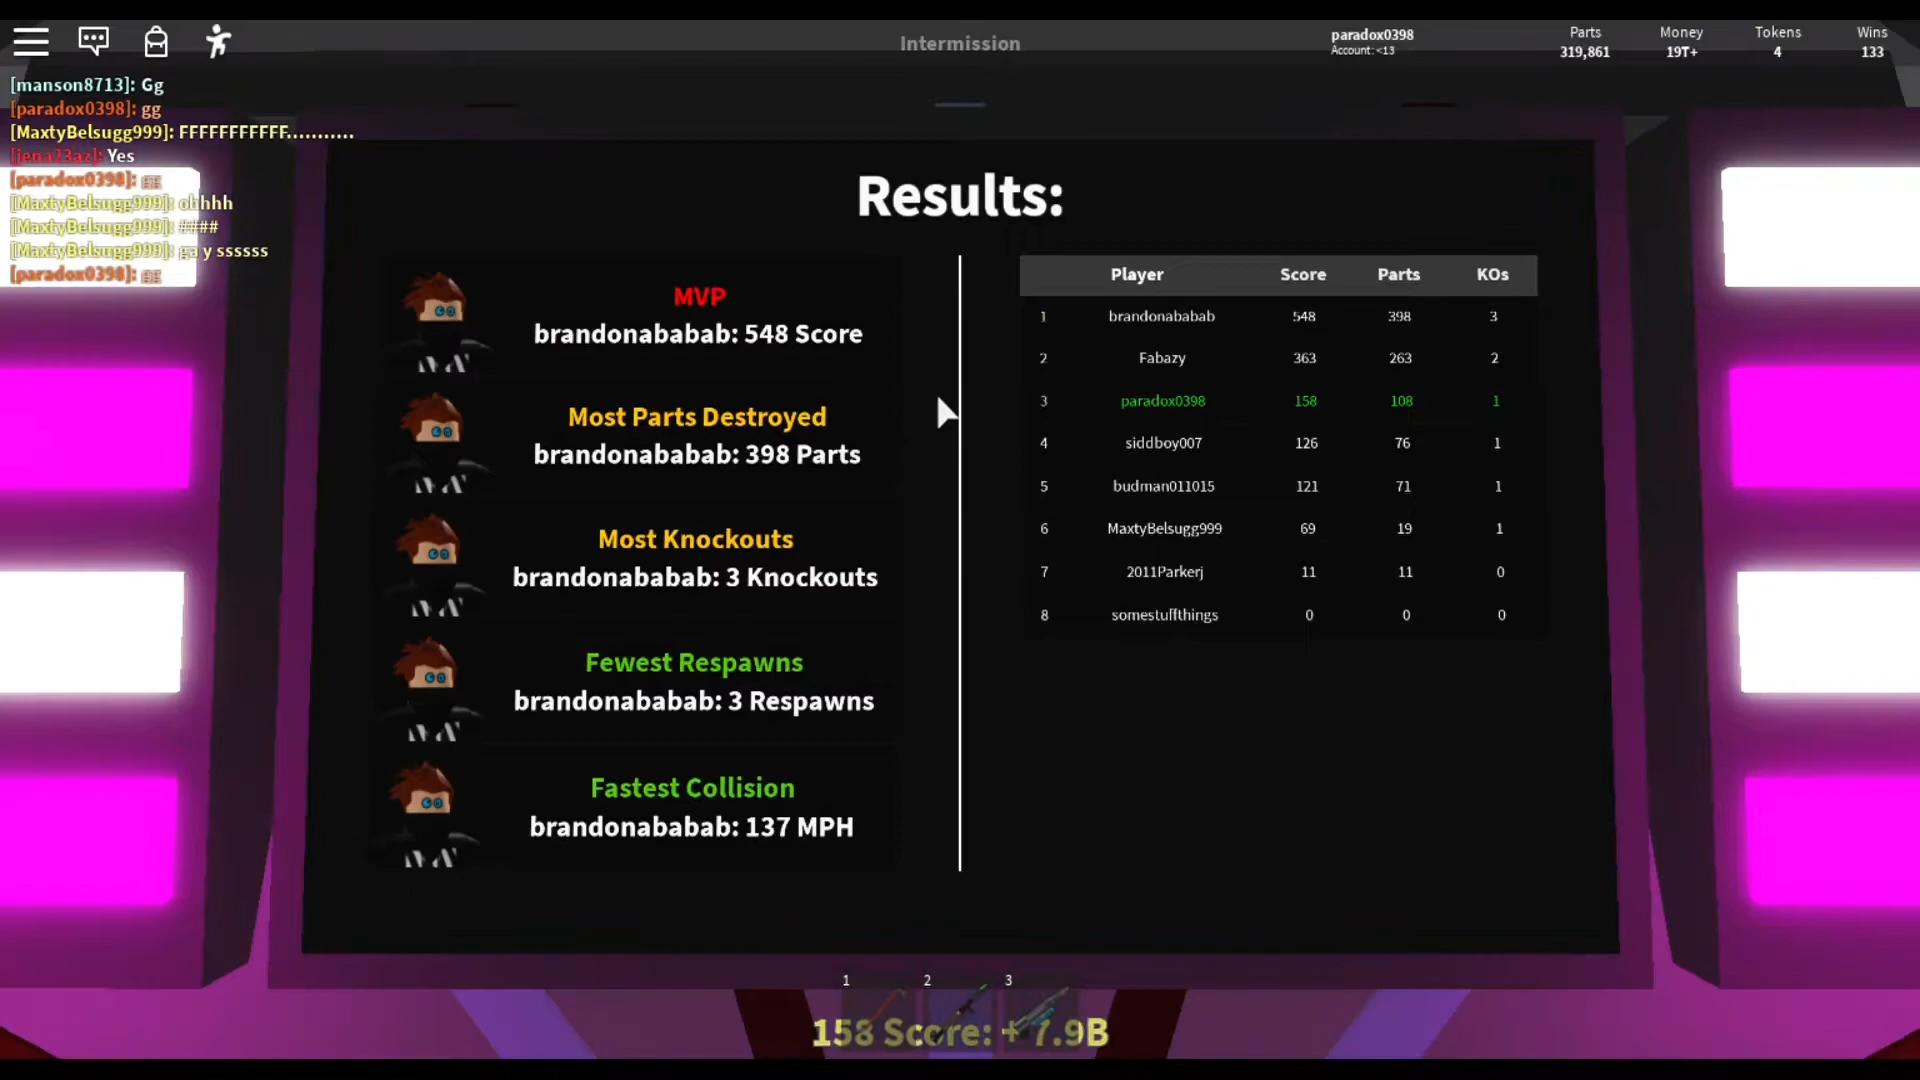 Intermission
paradox0398
Account: <13
Parts
319,861
Money
19T+
Tokens
4
Wins
133
[manson8713]: Gg
[paradox0398]: gg
[MaxtyBelsugg999]: FFFFFFFFFFF...........
[jena23az]: Yes
[paradox0398]: gg
[MaxtyBelsugg999]: ohhhh
[MaxtyBelsugg999]: ####
[MaxtyBelsugg999]: ga y ssssss
[paradox0398]: gg
Results:
MVP
brandonababab: 548 Score
Most Parts Destroyed
brandonababab: 398 Parts
Most Knockouts
brandonababab: 3 Knockouts
Fewest Respawns
brandonababab: 3 Respawns
Fastest Collision
brandonababab: 137 MPH
Player Score Parts KOs
1 brandonababab 548 398 3
2 Fabazy 363 263 2
3 paradox0398 158 108 1
4 siddboy007 126 76 1
5 budman011015 121 71 1
6 MaxtyBelsugg999 69 19 1
7 2011Parkerj 11 11 0
8 somestuffthings 0 0 0
1 2 3
158 Score: + 7.9B